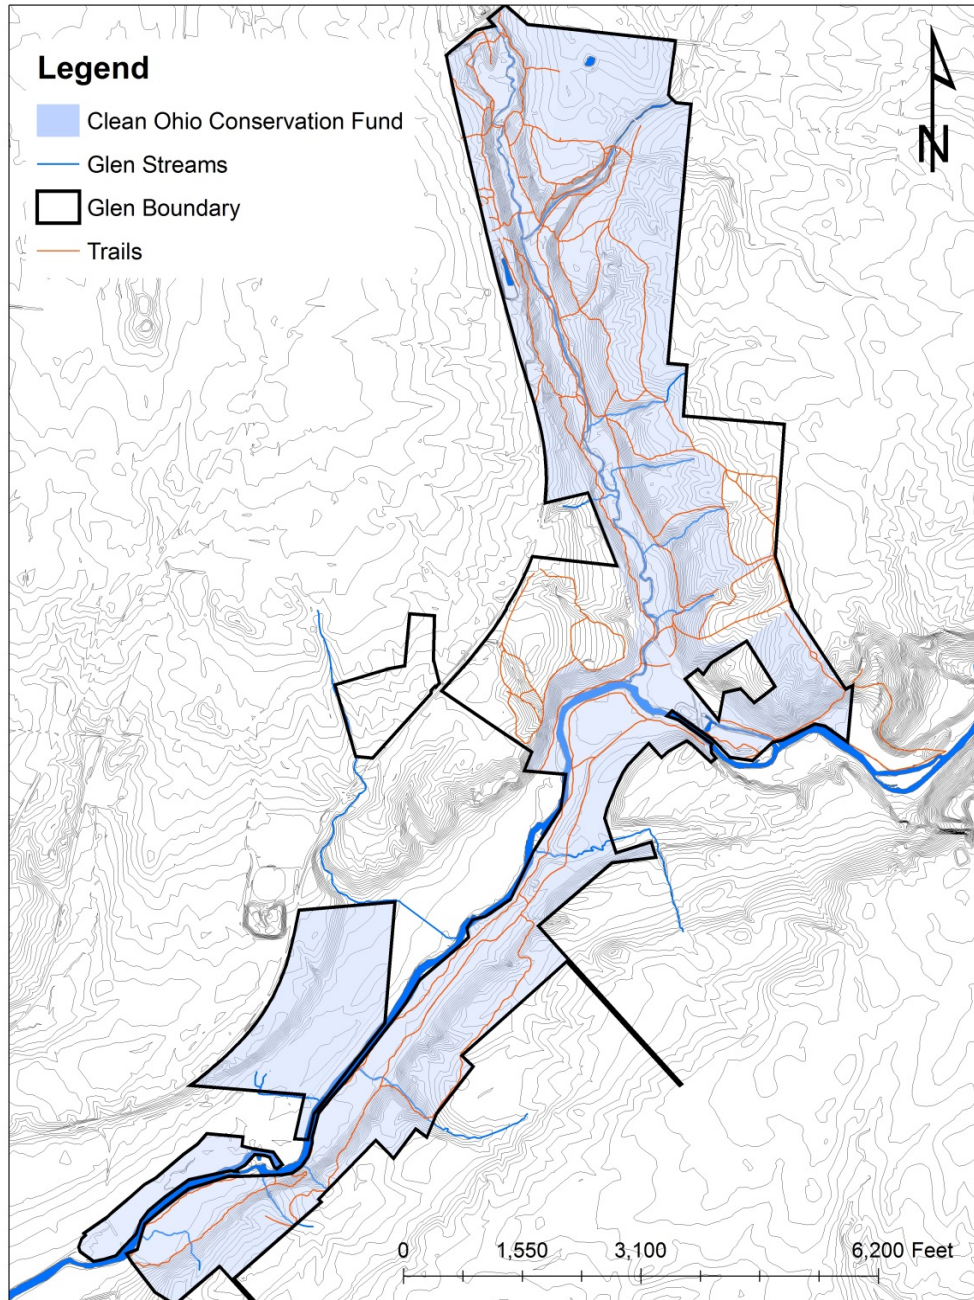 Legend
Clean Ohio Conservation Fund
Glen Streams
Glen Boundary
Trails
N
0 1,550 3,100 6,200 Feet